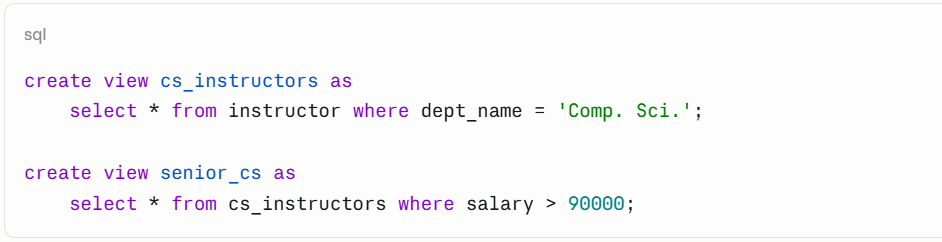 sql
create view cs_instructors as
    select * from instructor where dept_name = 'Comp. Sci.';
create view senior_cs as
    select * from cs_instructors where salary > 90000;